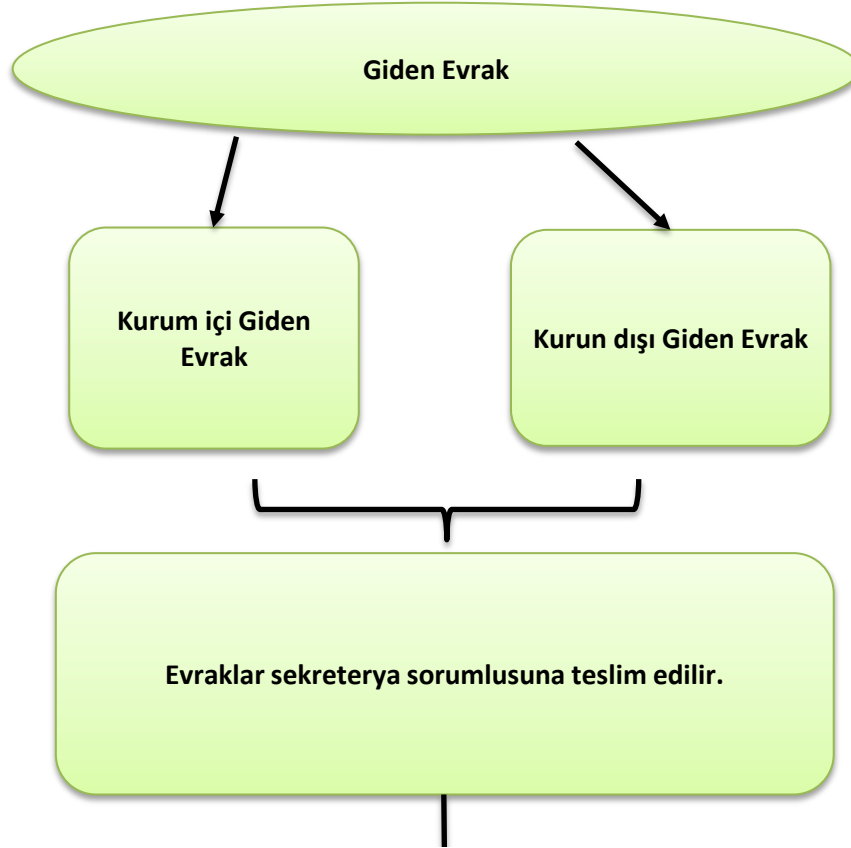 Giden Evrak
Kurum içi Giden
Evrak
Kurun dışı Giden Evrak
Evraklar sekreterya sorumlusuna teslim edilir.